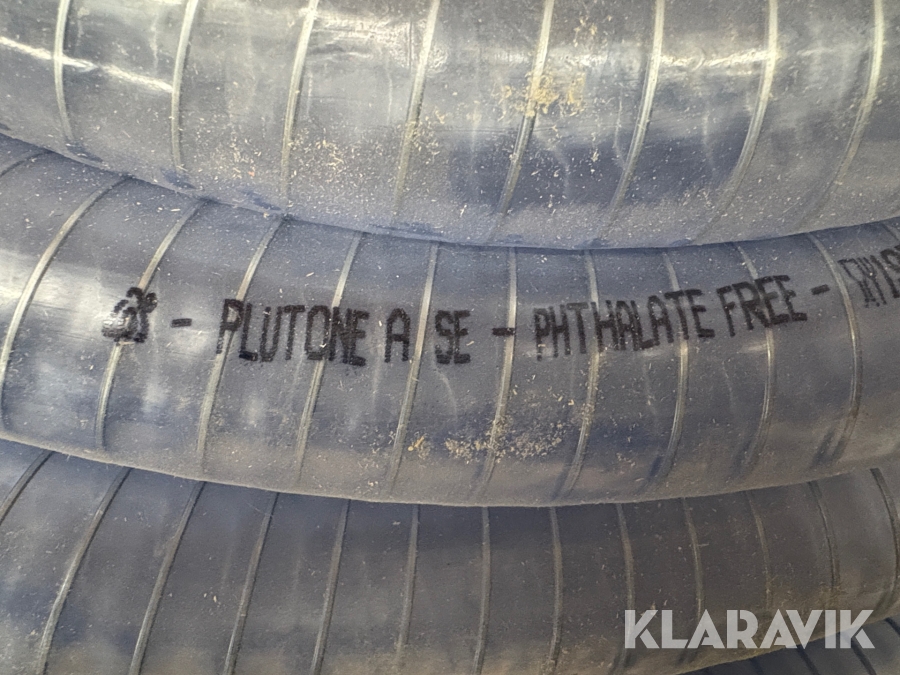 - PLUTONE A SE - PHTHALATE FREE -
KLARAVIK